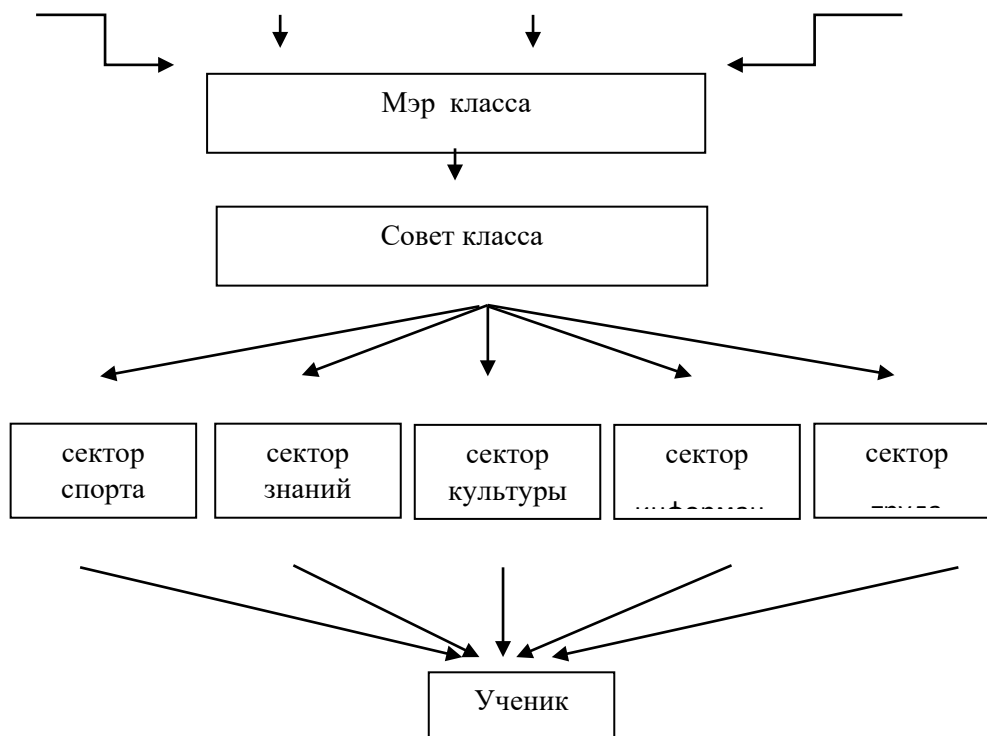 Мэр класса
Совет класса
сектор
спорта
сектор
знаний
сектор
культуры
сектор
сектор
Ученик